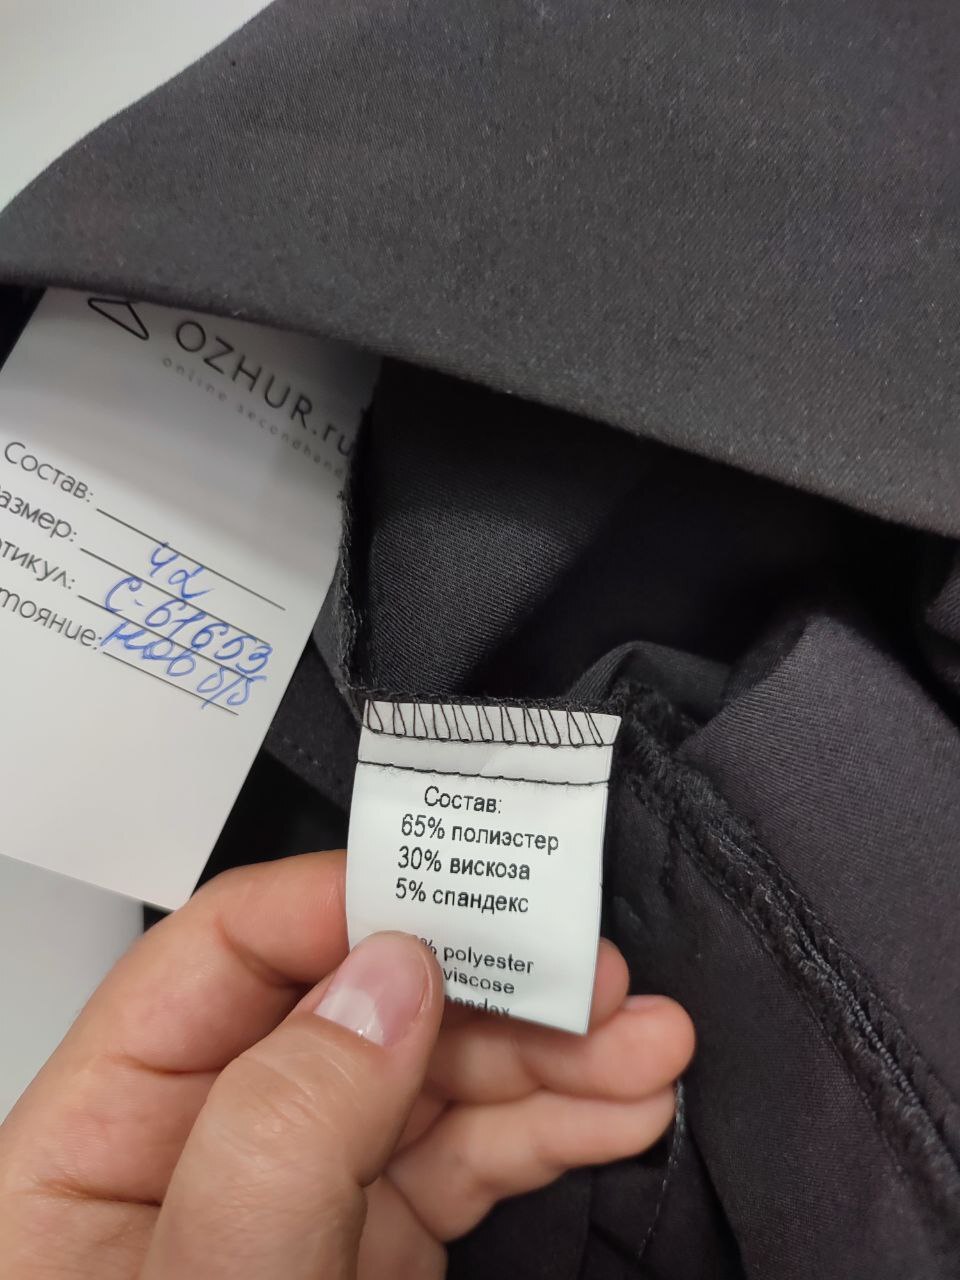 OZHUR.ru
online secondhand
Состав:
азмер: 42
тикул: С-61653
тояние: нов б/б
Состав:
65% полиэстер
30% вискоза
5% спандекс
% polyester
viscose